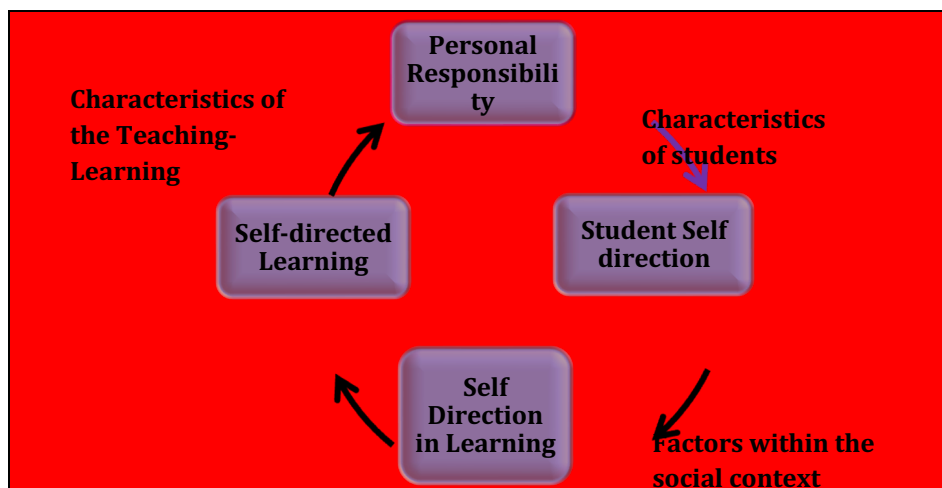 Personal
Responsibili
ty
Characteristics of
the Teaching-
Learning
Characteristics
of students
Self-directed
Learning
Student Self
direction
Self
Direction
in Learning
Factors within the
social context